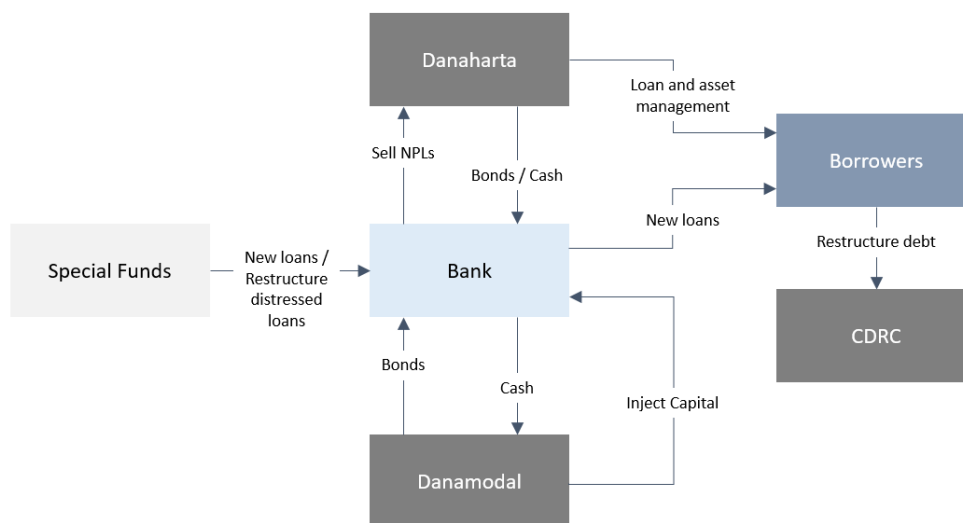 Danaharta
Loan and asset
management
Sell NPLs
Bonds / Cash
Borrowers
New loans
Special Funds
New loans /
Restructure
distressed
loans
Bank
Restructure debt
CDRC
Bonds
Cash
Inject Capital
Danamodal